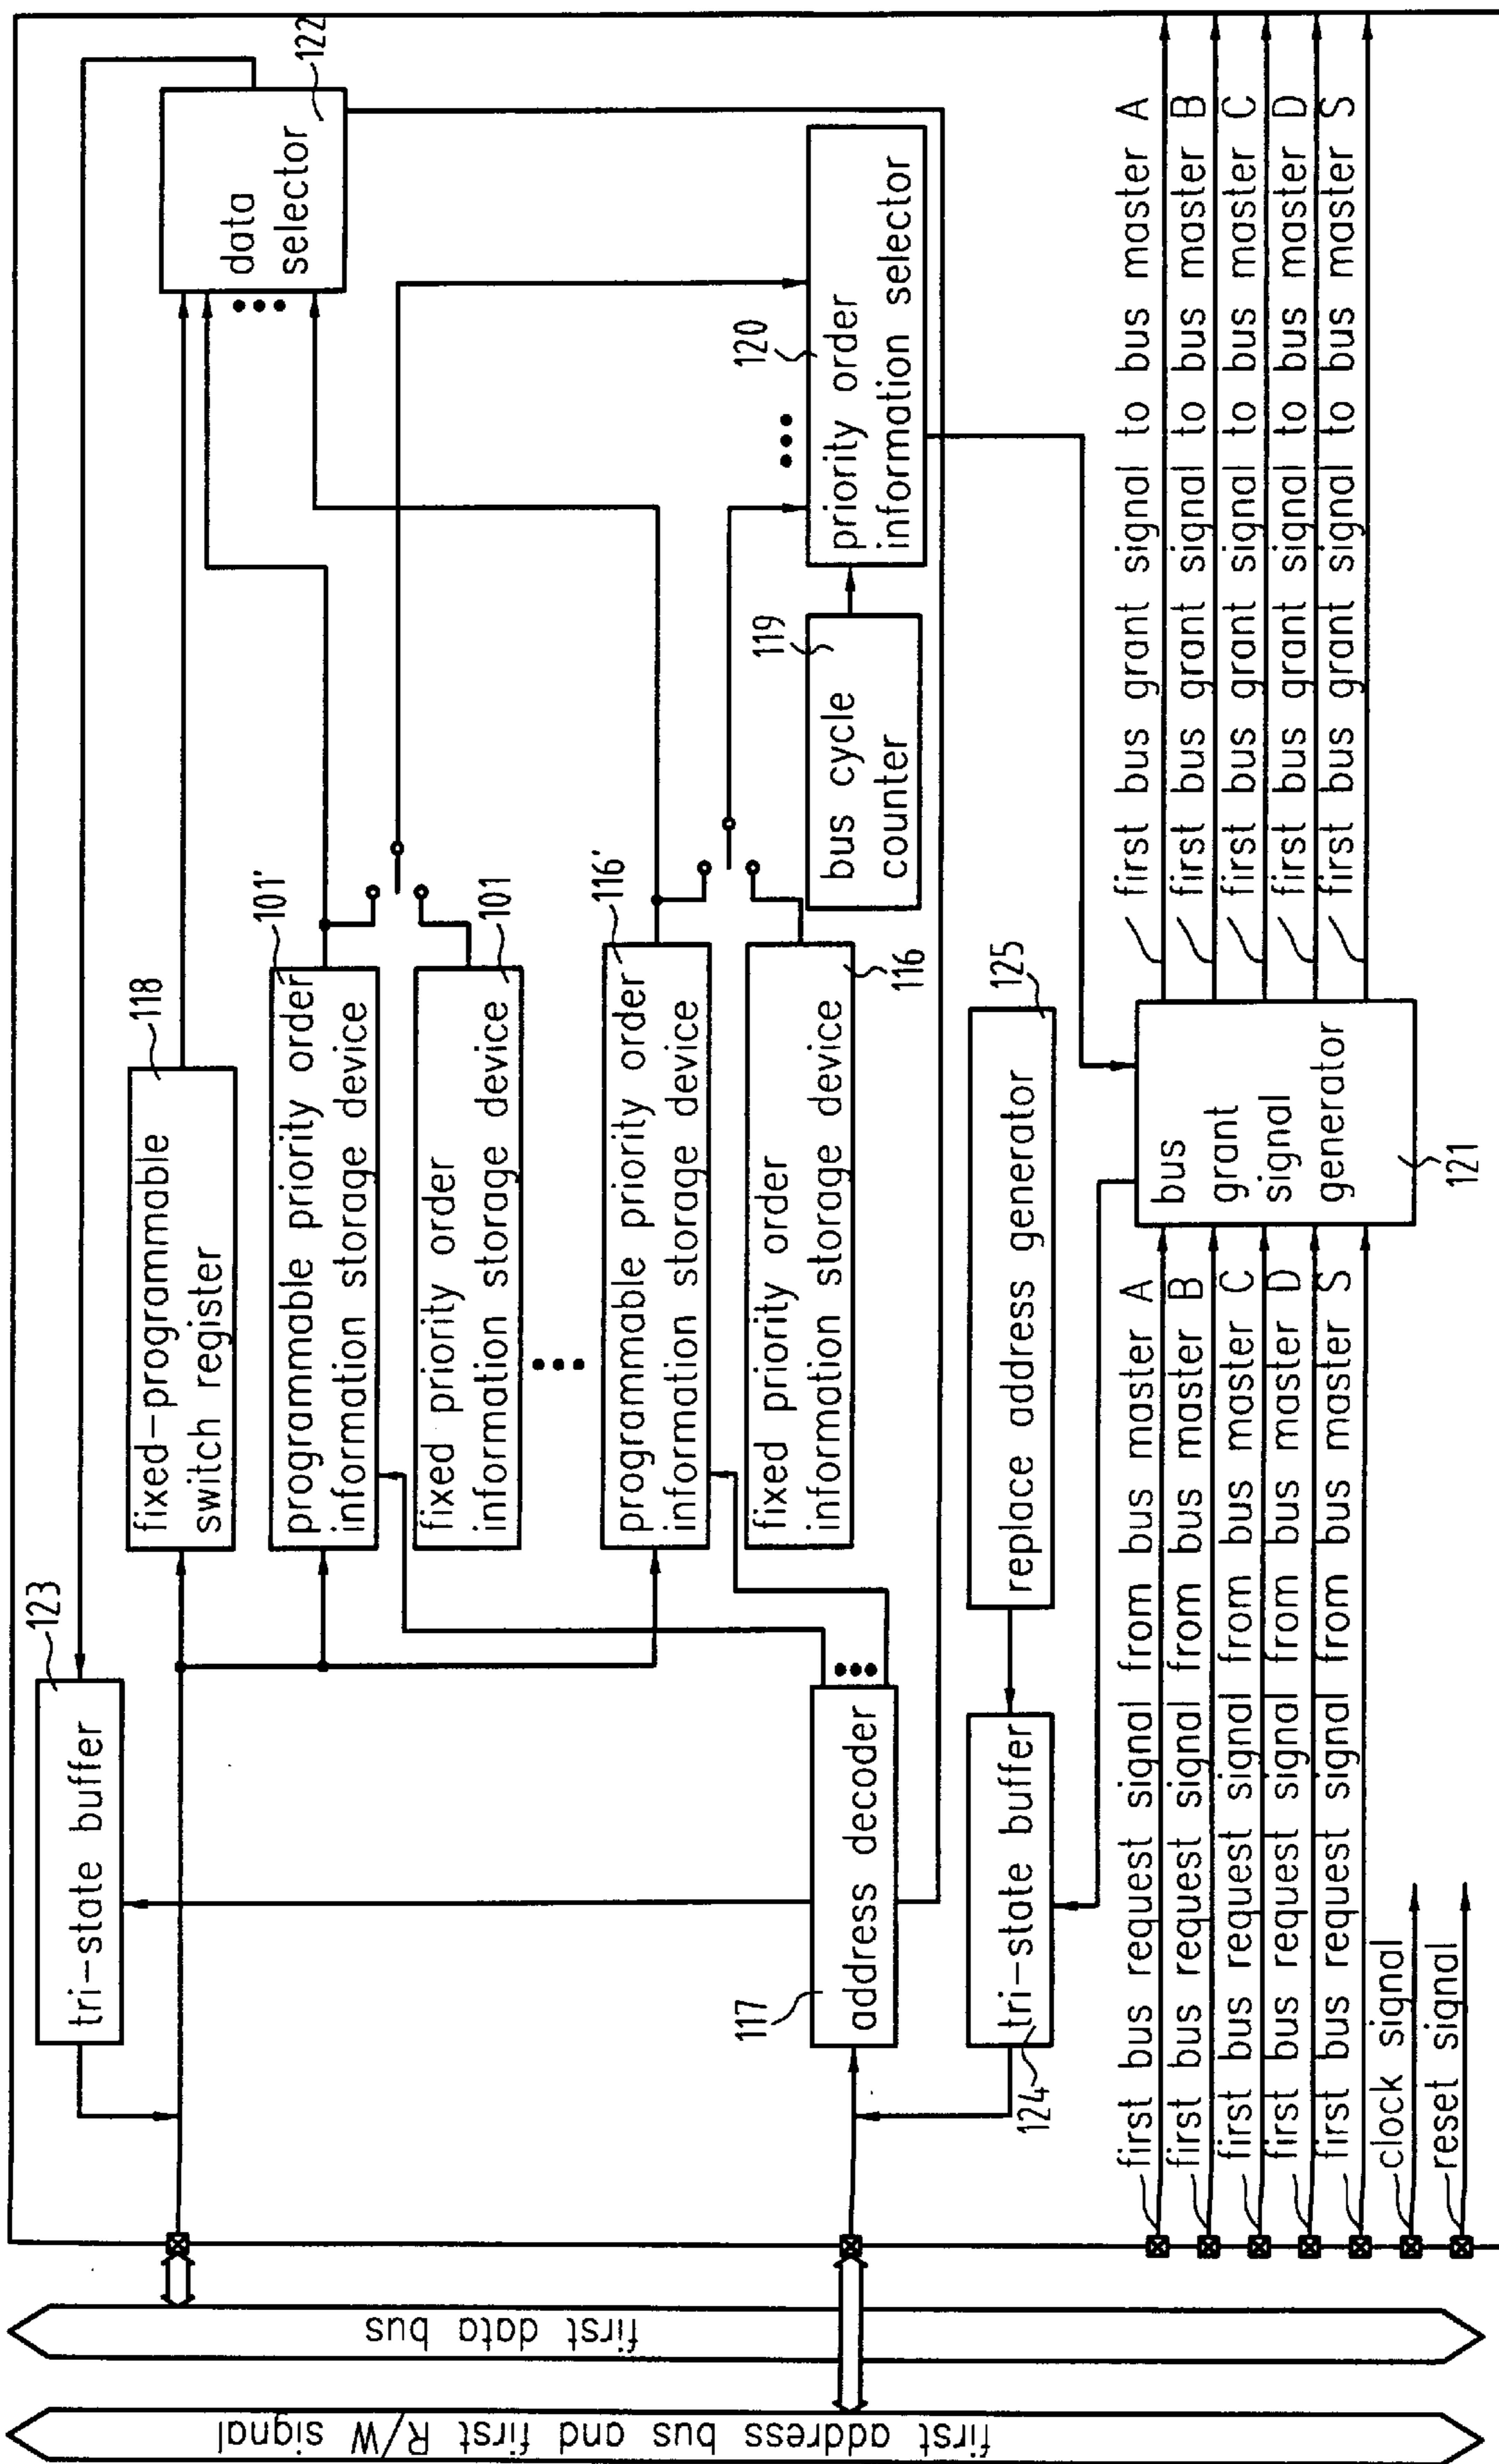 first address bus and first R/W signal
first data bus
123
tri-state buffer
118
fixed-programmable
switch register
101'
programmable priority order
information storage device
101
fixed priority order
information storage device
116'
programmable priority order
information storage device
116
fixed priority order
information storage device
122
data
selector
120
priority order
information selector
119
bus cycle
counter
117
address decoder
124
tri-state buffer
125
replace address generator
bus
grant
signal
generator
121
first bus request signal from bus master A
first bus request signal from bus master B
first bus request signal from bus master C
first bus request signal from bus master D
first bus request signal from bus master S
clock signal
reset signal
first bus grant signal to bus master A
first bus grant signal to bus master B
first bus grant signal to bus master C
first bus grant signal to bus master D
first bus grant signal to bus master S